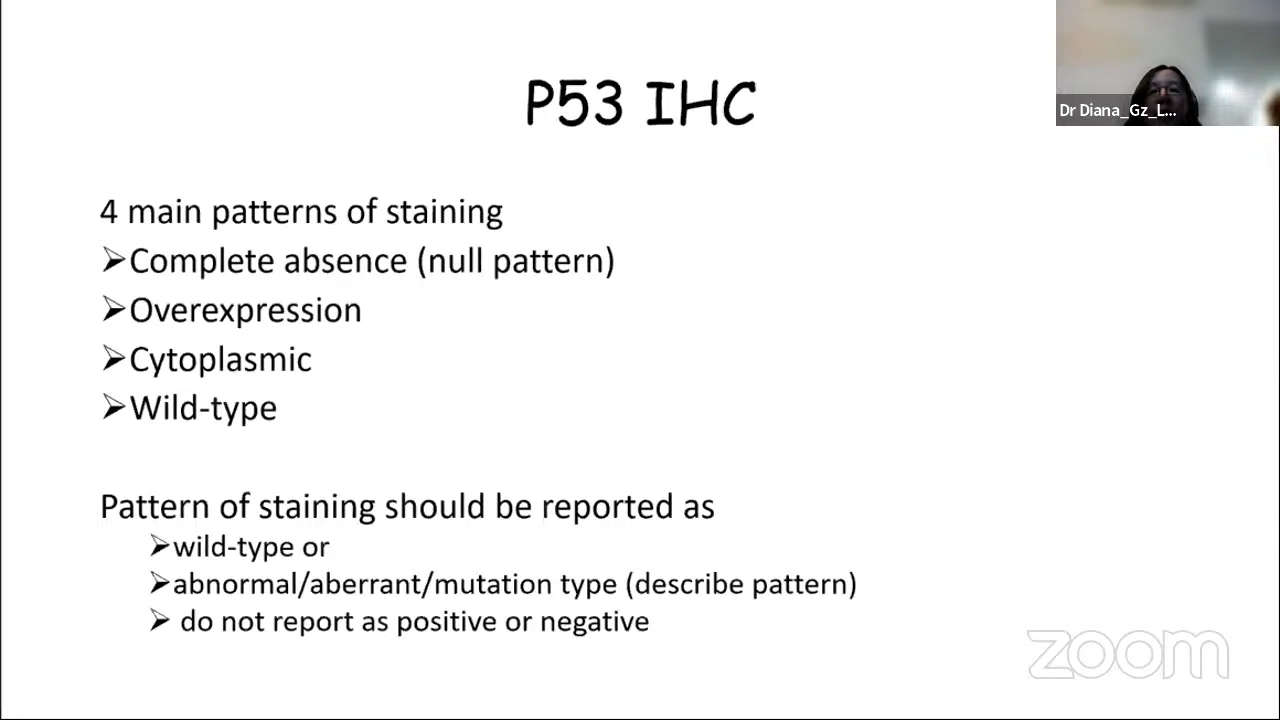 P53 IHC
Dr Diana_Gz_L...
4 main patterns of staining
➢Complete absence (null pattern)
➢Overexpression
➢Cytoplasmic
➢Wild-type
Pattern of staining should be reported as
➢wild-type or
➢abnormal/aberrant/mutation type (describe pattern)
➢ do not report as positive or negative
zoom